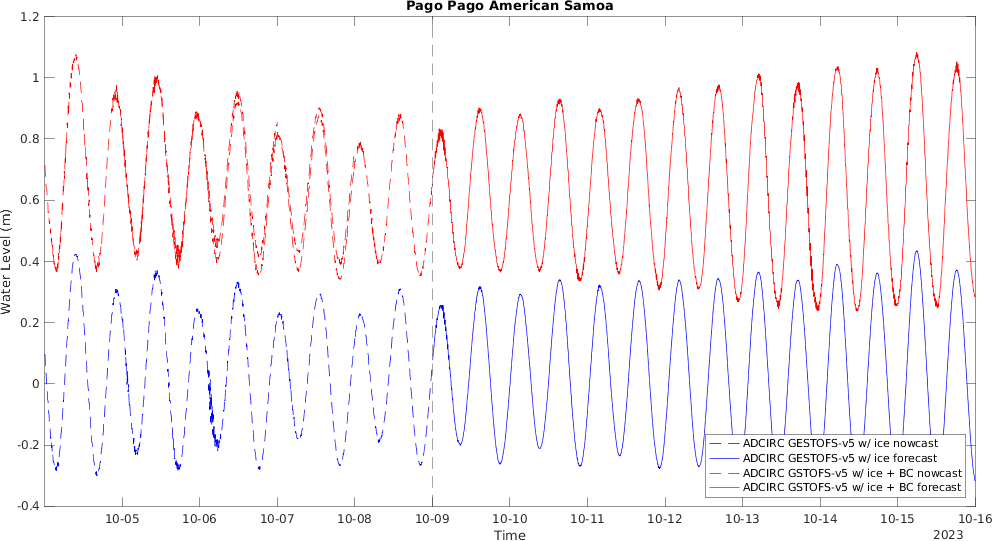 Pago Pago American Samoa
1.2
1
0.8
0.6
0.4
0.2
0
-0.2
-0.4
Water Level (m)
ADCIRC GESTOFS-v5 w/ ice nowcast
ADCIRC GESTOFS-v5 w/ ice forecast
ADCIRC GSTOFS-v5 w/ ice + BC nowcast
ADCIRC GSTOFS-v5 w/ ice + BC forecast
10-05 10-06 10-07 10-08 10-09 10-10 10-11 10-12 10-13 10-14 10-15 10-16
Time
2023